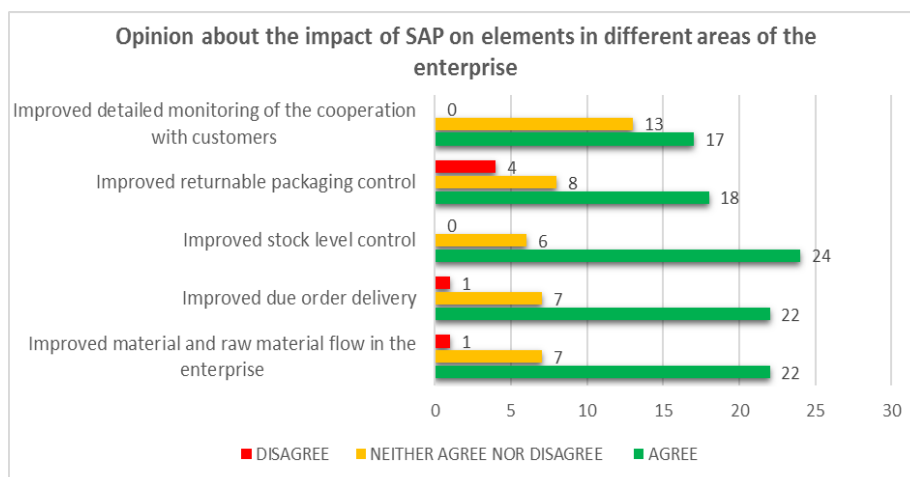 Opinion about the impact of SAP on elements in different areas of the
enterprise
Improved detailed monitoring of the cooperation
with customers
0
13
17
Improved returnable packaging control
4
8
18
Improved stock level control
0
6
24
Improved due order delivery
1
7
22
Improved material and raw material flow in the
enterprise
1
7
22
0 5 10 15 20 25 30
DISAGREE NEITHER AGREE NOR DISAGREE AGREE